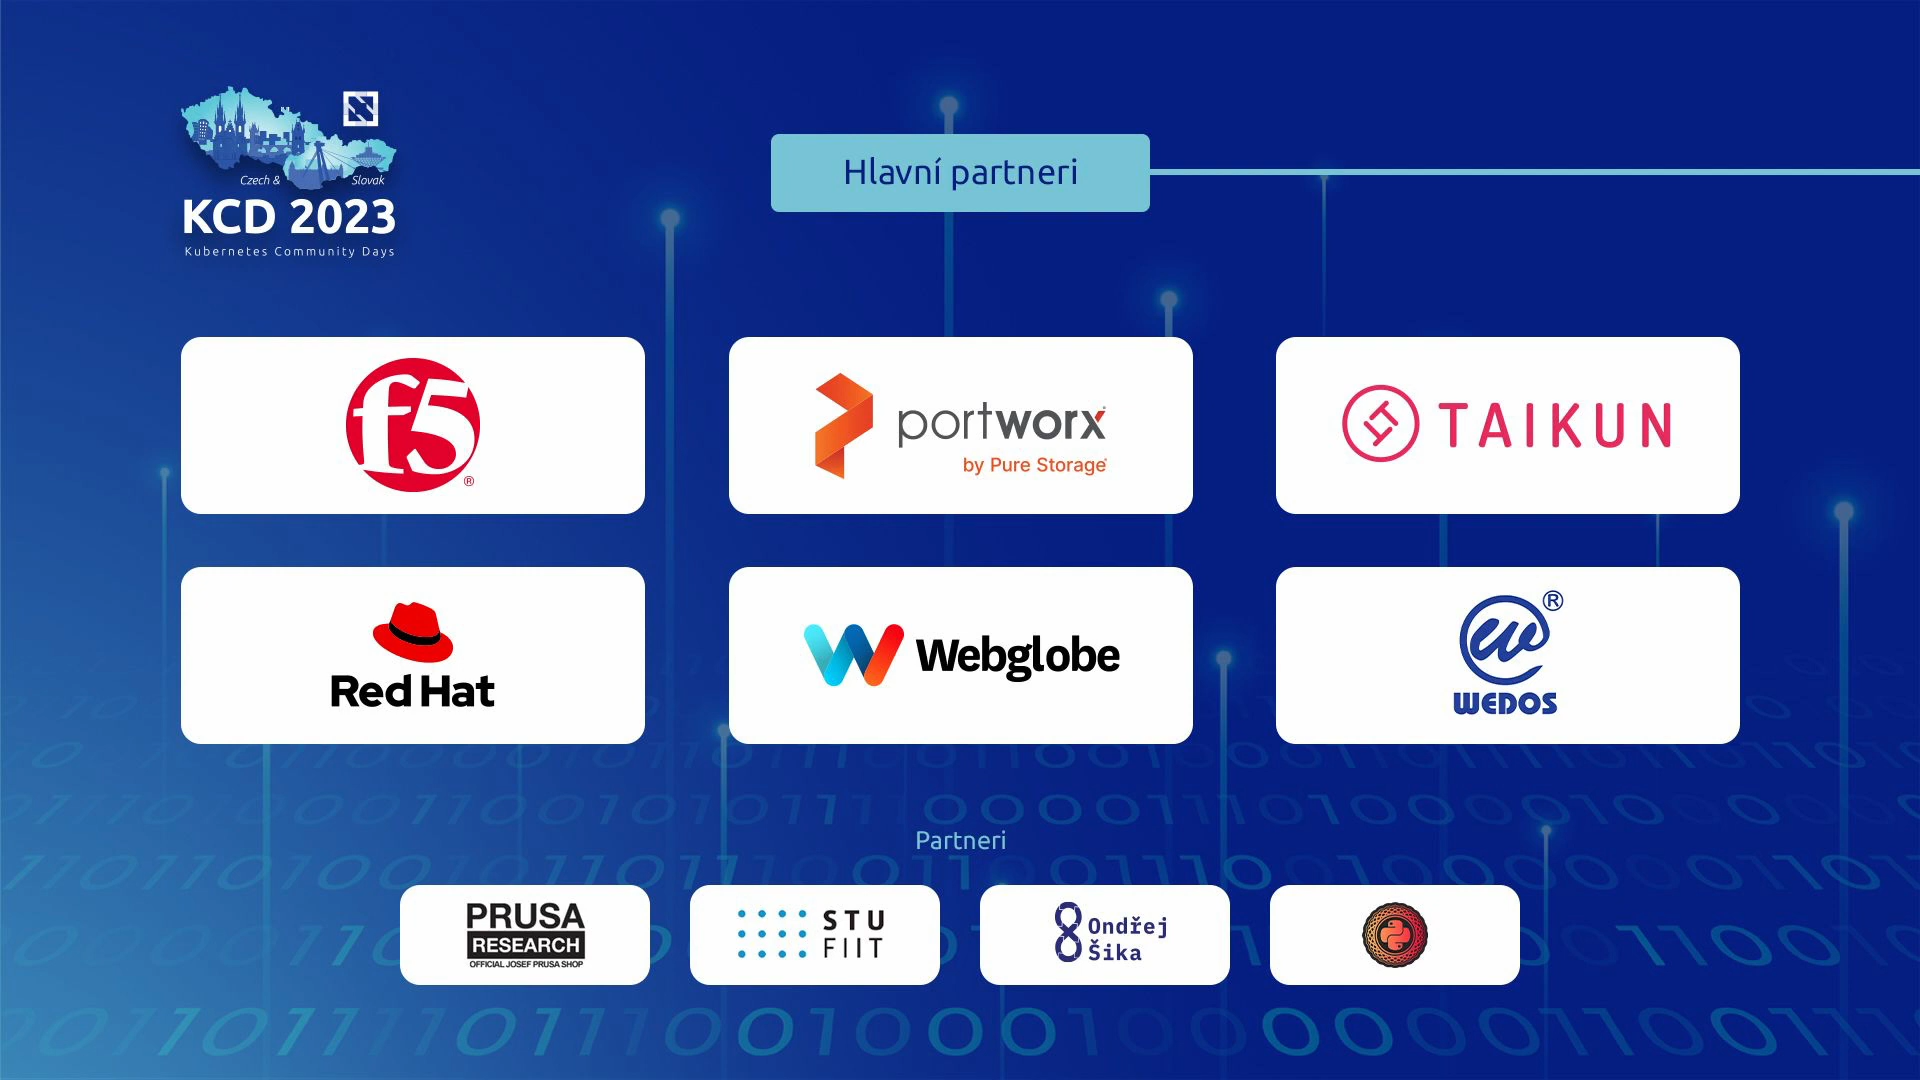 Czech & Slovak
KCD 2023
Kubernetes Community Days
Hlavní partneri
f5®
portworx
by Pure Storage
TAIKUN
Red Hat
Webglobe
®
WEDOS
Partneri
PRUSA
RESEARCH
OFFICIAL JOSEF PRUSA SHOP
STU
FIIT
Ondřej
Šika